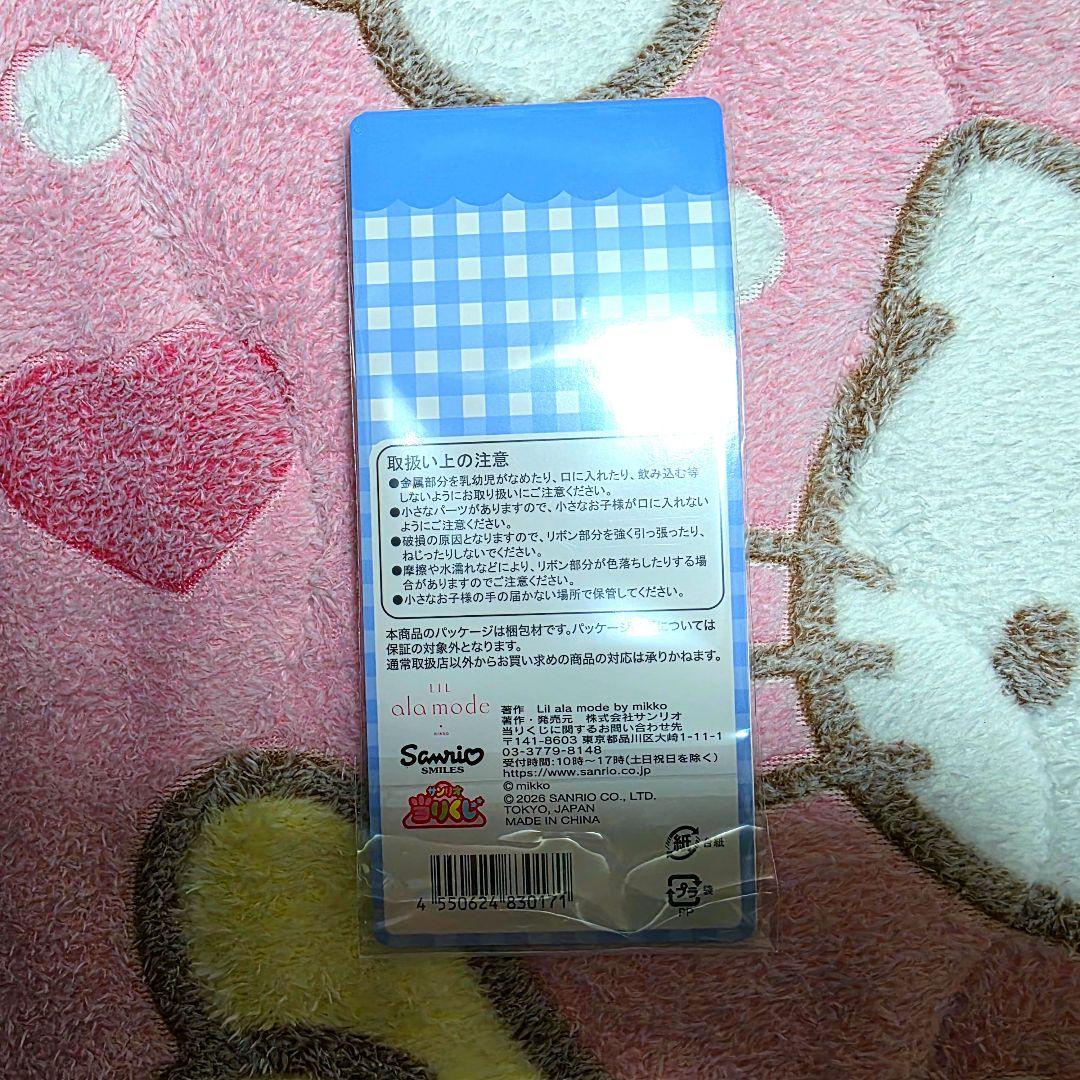 取扱い上の注意
●金属部分を乳幼児がなめたり、口に入れたり、飲み込む等
しないようにお取り扱いにご注意ください。
●小さなパーツがありますので、小さなお子様が口に入れない
ようにご注意ください。
●破損の原因となりますので、リボン部分を強く引っ張ったり、
ねじったりしないでください。
●摩擦や水濡れなどにより、リボン部分が色落ちしたりする場
合がありますのでご注意ください。
●小さなお子様の手の届かない場所で保管してください。
本商品のパッケージは梱包材です。パッケージについては
保証の対象外となります。
通常取扱店以外からお買い求めの商品の対応は承りかねます。
LIL
ala mode
MIKKO
Sanrio
SMILES
サンリオ
当りくじ
著作 Lil ala mode by mikko
著作・発売元 株式会社サンリオ
当りくじに関するお問い合わせ先
〒141-8603 東京都品川区大崎1-11-1
03-3779-8148
受付時間:10時~17時(土日祝日を除く)
https://www.sanrio.co.jp
© mikko
© 2026 SANRIO CO., LTD.
TOKYO, JAPAN
MADE IN CHINA
紙 台紙
プラ 袋
PP
4 550624 830171